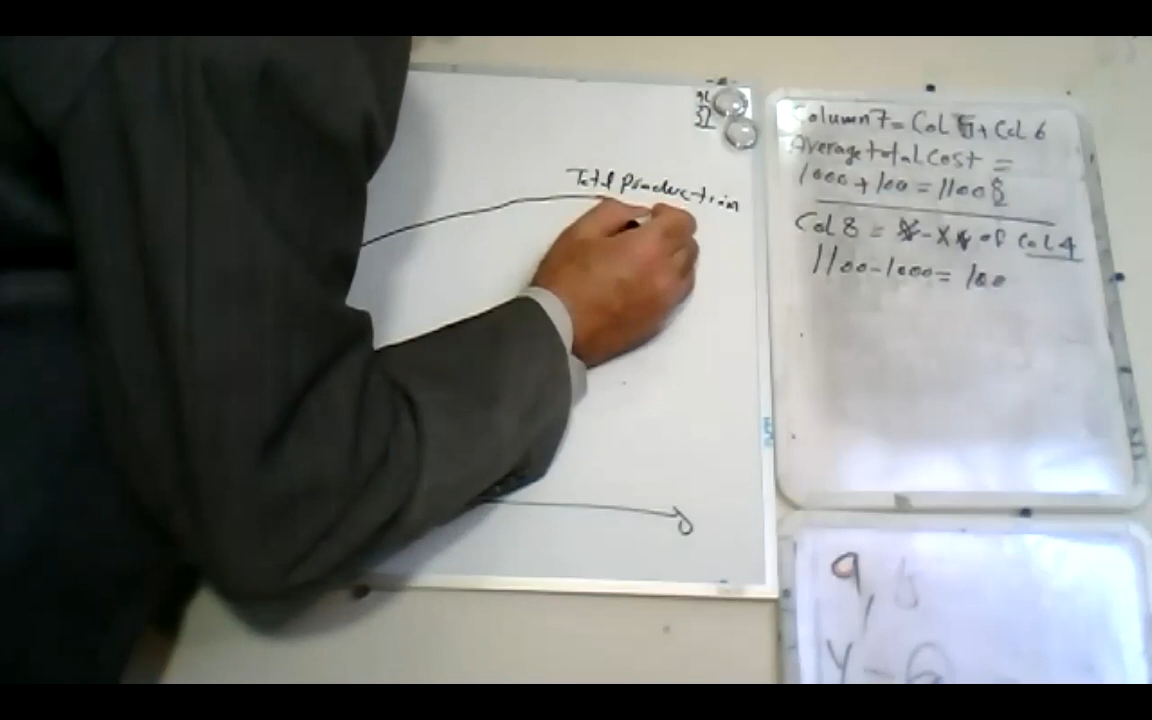 Total Production
Column 7 = Col 5 + Col 6
Average total Cost =
1000 + 100 = 1100 $
Col 8 = of Col 4
1100 - 1000 = 100
9,
y - Q